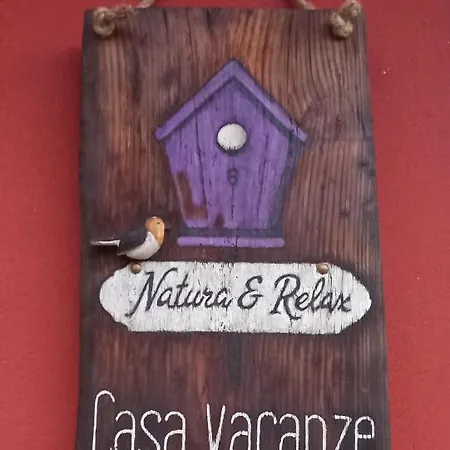 Natura & Relax
Casa Vacanze